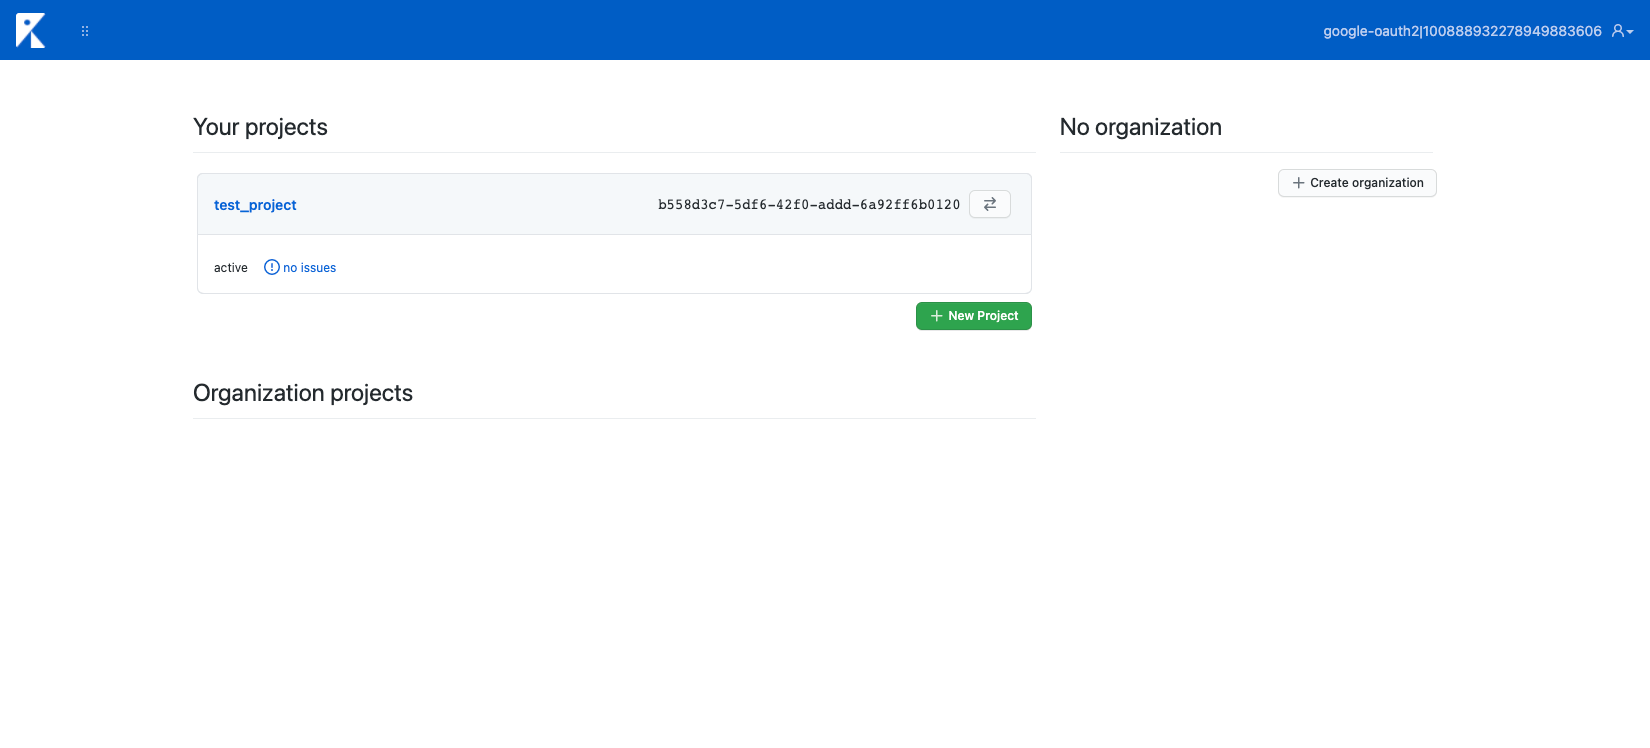 google-oauth2|100888932278949883606
Your projects
test_project
b558d3c7-5df6-42f0-addd-6a92ff6b0120
active
no issues
New Project
Organization projects
No organization
Create organization